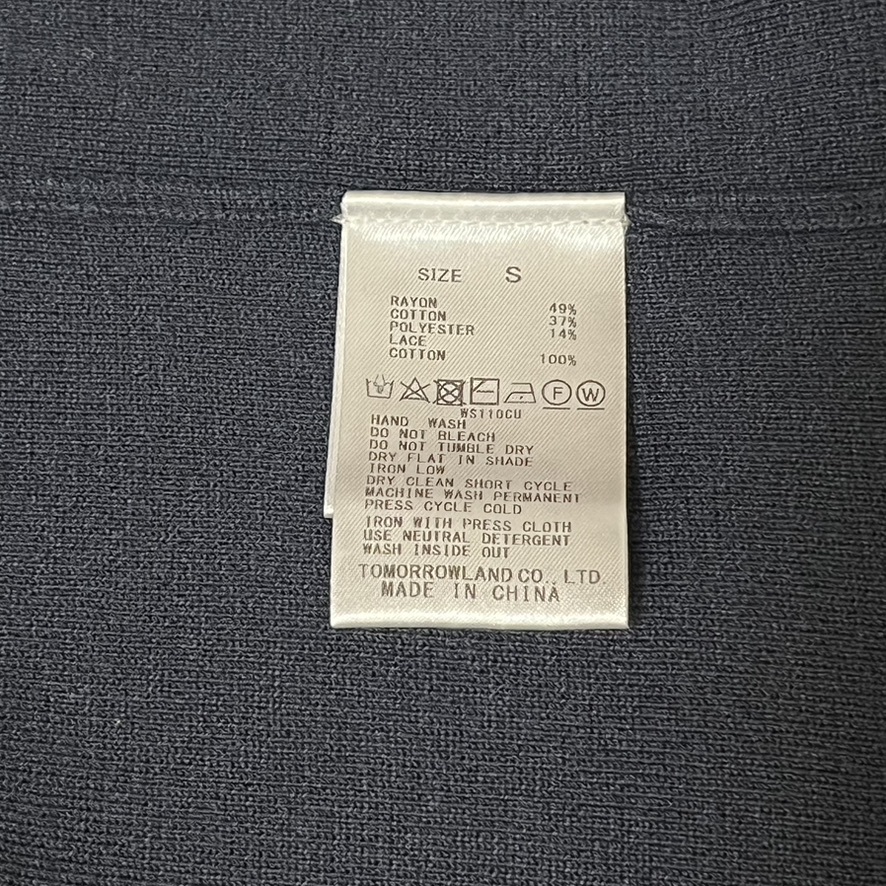 SIZE S
RAYON 49%
COTTON 37%
POLYESTER 14%
LACE
COTTON 100%
F W
WS110CU
HAND WASH
DO NOT BLEACH
DO NOT TUMBLE DRY
DRY FLAT IN SHADE
IRON LOW
DRY CLEAN SHORT CYCLE
MACHINE WASH PERMANENT
PRESS CYCLE COLD
IRON WITH PRESS CLOTH
USE NEUTRAL DETERGENT
WASH INSIDE OUT
TOMORROWLAND CO., LTD.
MADE IN CHINA